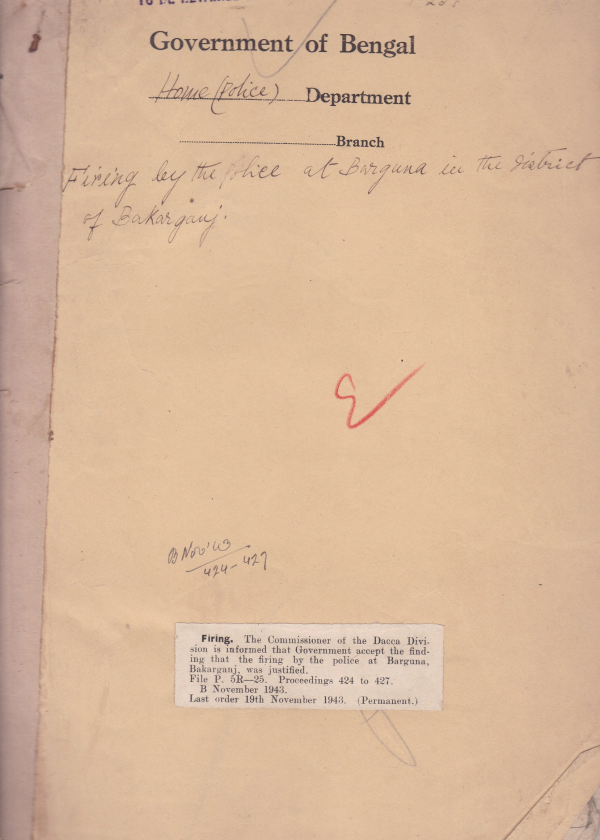 Government of Bengal
Home (Police) Department
Branch
Firing by the police at Barguna in the district
of Bakarganj.
B Nov' 43
424-427
Firing. The Commissioner of the Dacca Divi-
sion is informed that Government accept the find-
ing that the firing by the police at Barguna,
Bakarganj, was justified.
File P. 5R—25. Proceedings 424 to 427.
B November 1943.
Last order 19th November 1943. (Permanent.)